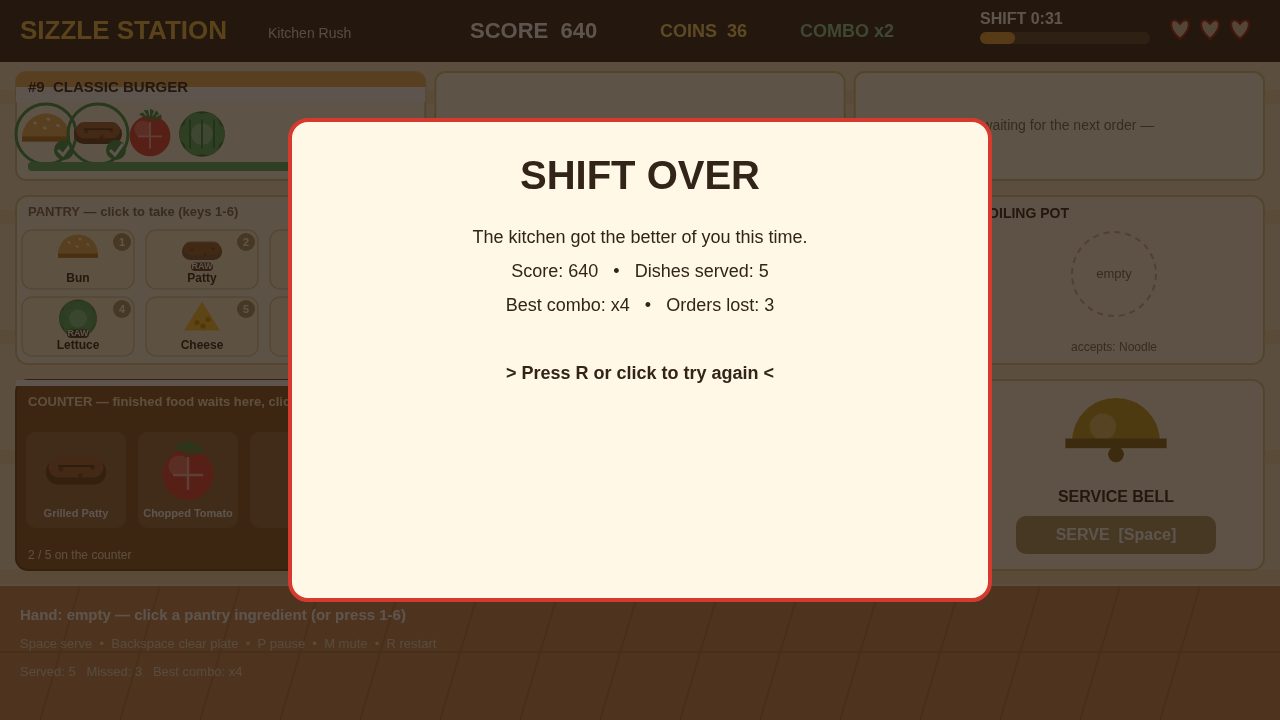 SIZZLE STATION
Kitchen Rush
SCORE 640
COINS 36
COMBO x2
SHIFT 0:31
#9 CLASSIC BURGER
waiting for the next order —
SHIFT OVER
The kitchen got the better of you this time.
Score: 640 • Dishes served: 5
Best combo: x4 • Orders lost: 3
> Press R or click to try again <
PANTRY — click to take (keys 1-6)
1
Bun
2
RAW
Patty
4
RAW
Lettuce
5
Cheese
OILING POT
empty
accepts: Noodle
COUNTER — finished food waits here, clic
Grilled Patty
Chopped Tomato
2 / 5 on the counter
SERVICE BELL
SERVE [Space]
Hand: empty — click a pantry ingredient (or press 1-6)
Space serve • Backspace clear plate • P pause • M mute • R restart
Served: 5 Missed: 3 Best combo: x4